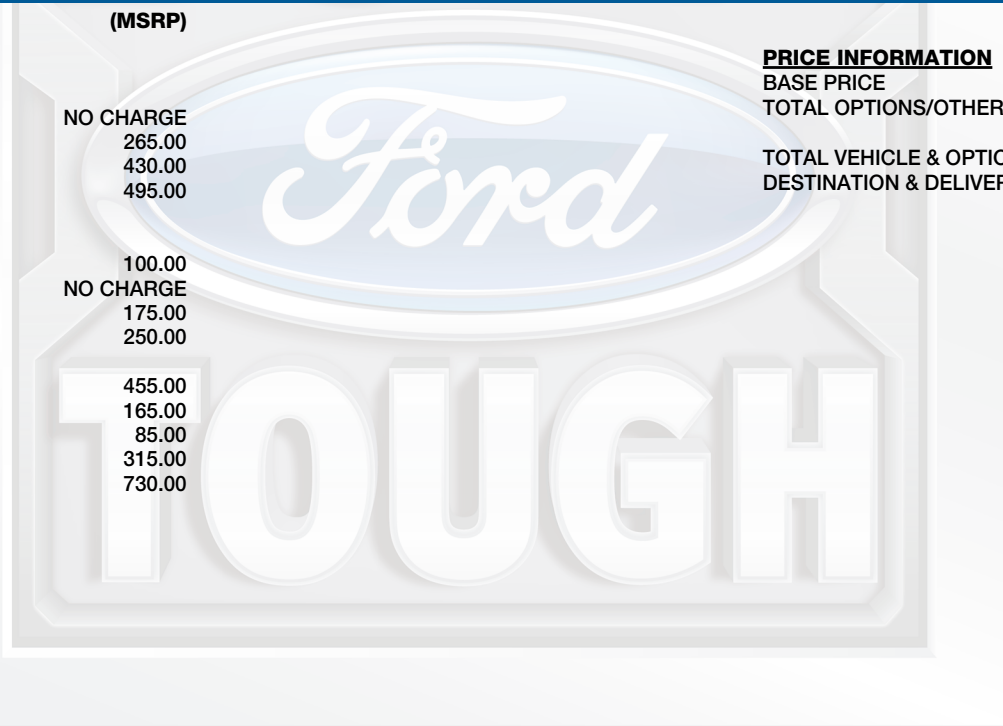 (MSRP)
NO CHARGE
265.00
430.00
495.00
100.00
NO CHARGE
175.00
250.00
455.00
165.00
85.00
315.00
730.00
PRICE INFORMATION
BASE PRICE
TOTAL OPTIONS/OTHER
TOTAL VEHICLE & OPTIO
DESTINATION & DELIVER
Ford
TOUGH